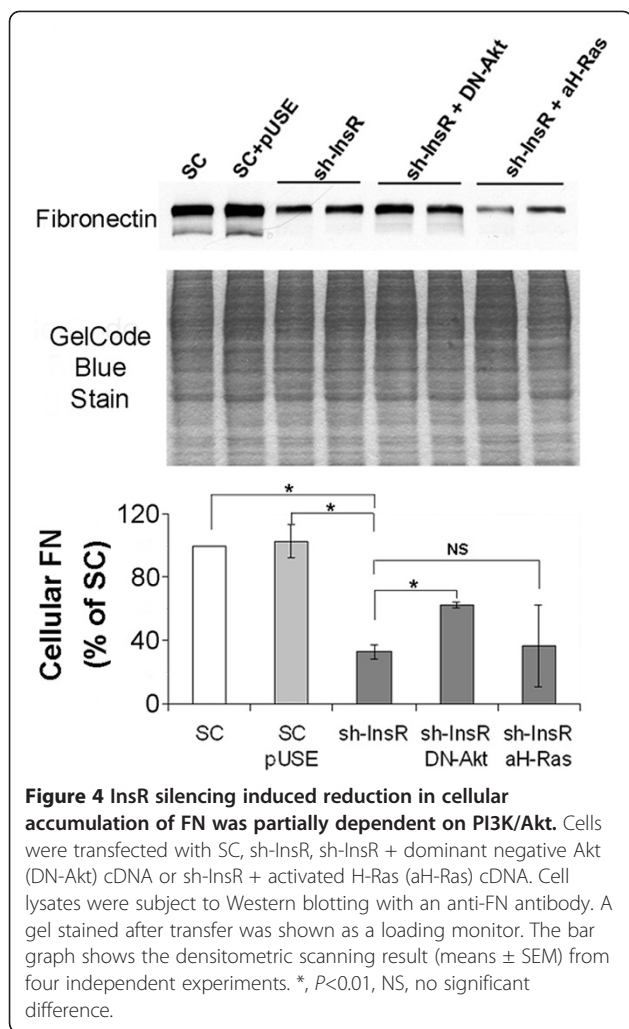 SC
SC+pUSE
sh-InsR
sh-InsR + DN-Akt
sh-InsR + aH-Ras
Fibronectin
GelCode
Blue
Stain
Cellular FN
(% of SC)
120
80
40
0
*
*
NS
*
SC
SC
pUSE
sh-InsR
sh-InsR
DN-Akt
sh-InsR
aH-Ras
Figure 4 InsR silencing induced reduction in cellular
accumulation of FN was partially dependent on PI3K/Akt. Cells
were transfected with SC, sh-InsR, sh-InsR + dominant negative Akt
(DN-Akt) cDNA or sh-InsR + activated H-Ras (aH-Ras) cDNA. Cell
lysates were subject to Western blotting with an anti-FN antibody. A
gel stained after transfer was shown as a loading monitor. The bar
graph shows the densitometric scanning result (means ± SEM) from
four independent experiments. *, P<0.01, NS, no significant
difference.